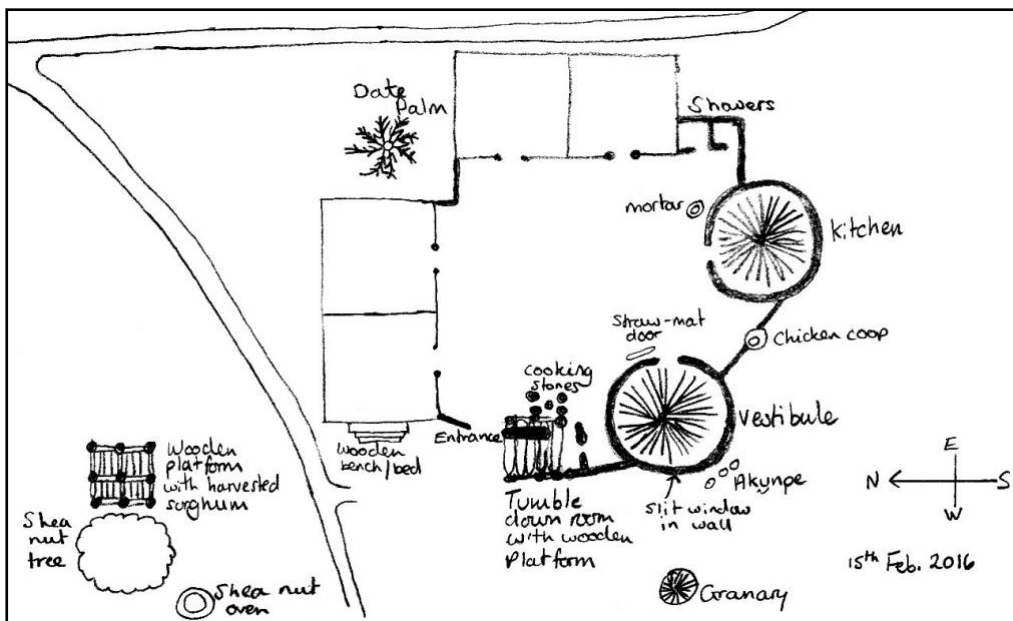 Date
Palm
Showers
mortar
Kitchen
straw-mat
door
Chicken coop
cooking
stones
Vestibule
Entrance
wooden
bench/bed
Wooden
platform
with harvested
sorghum
Akunpe
Tumble
down room
with wooden
Platform
slit window
in wall
Shea
nut
tree
Shea nut
oven
Granary
E
N
S
W
15th Feb. 2016